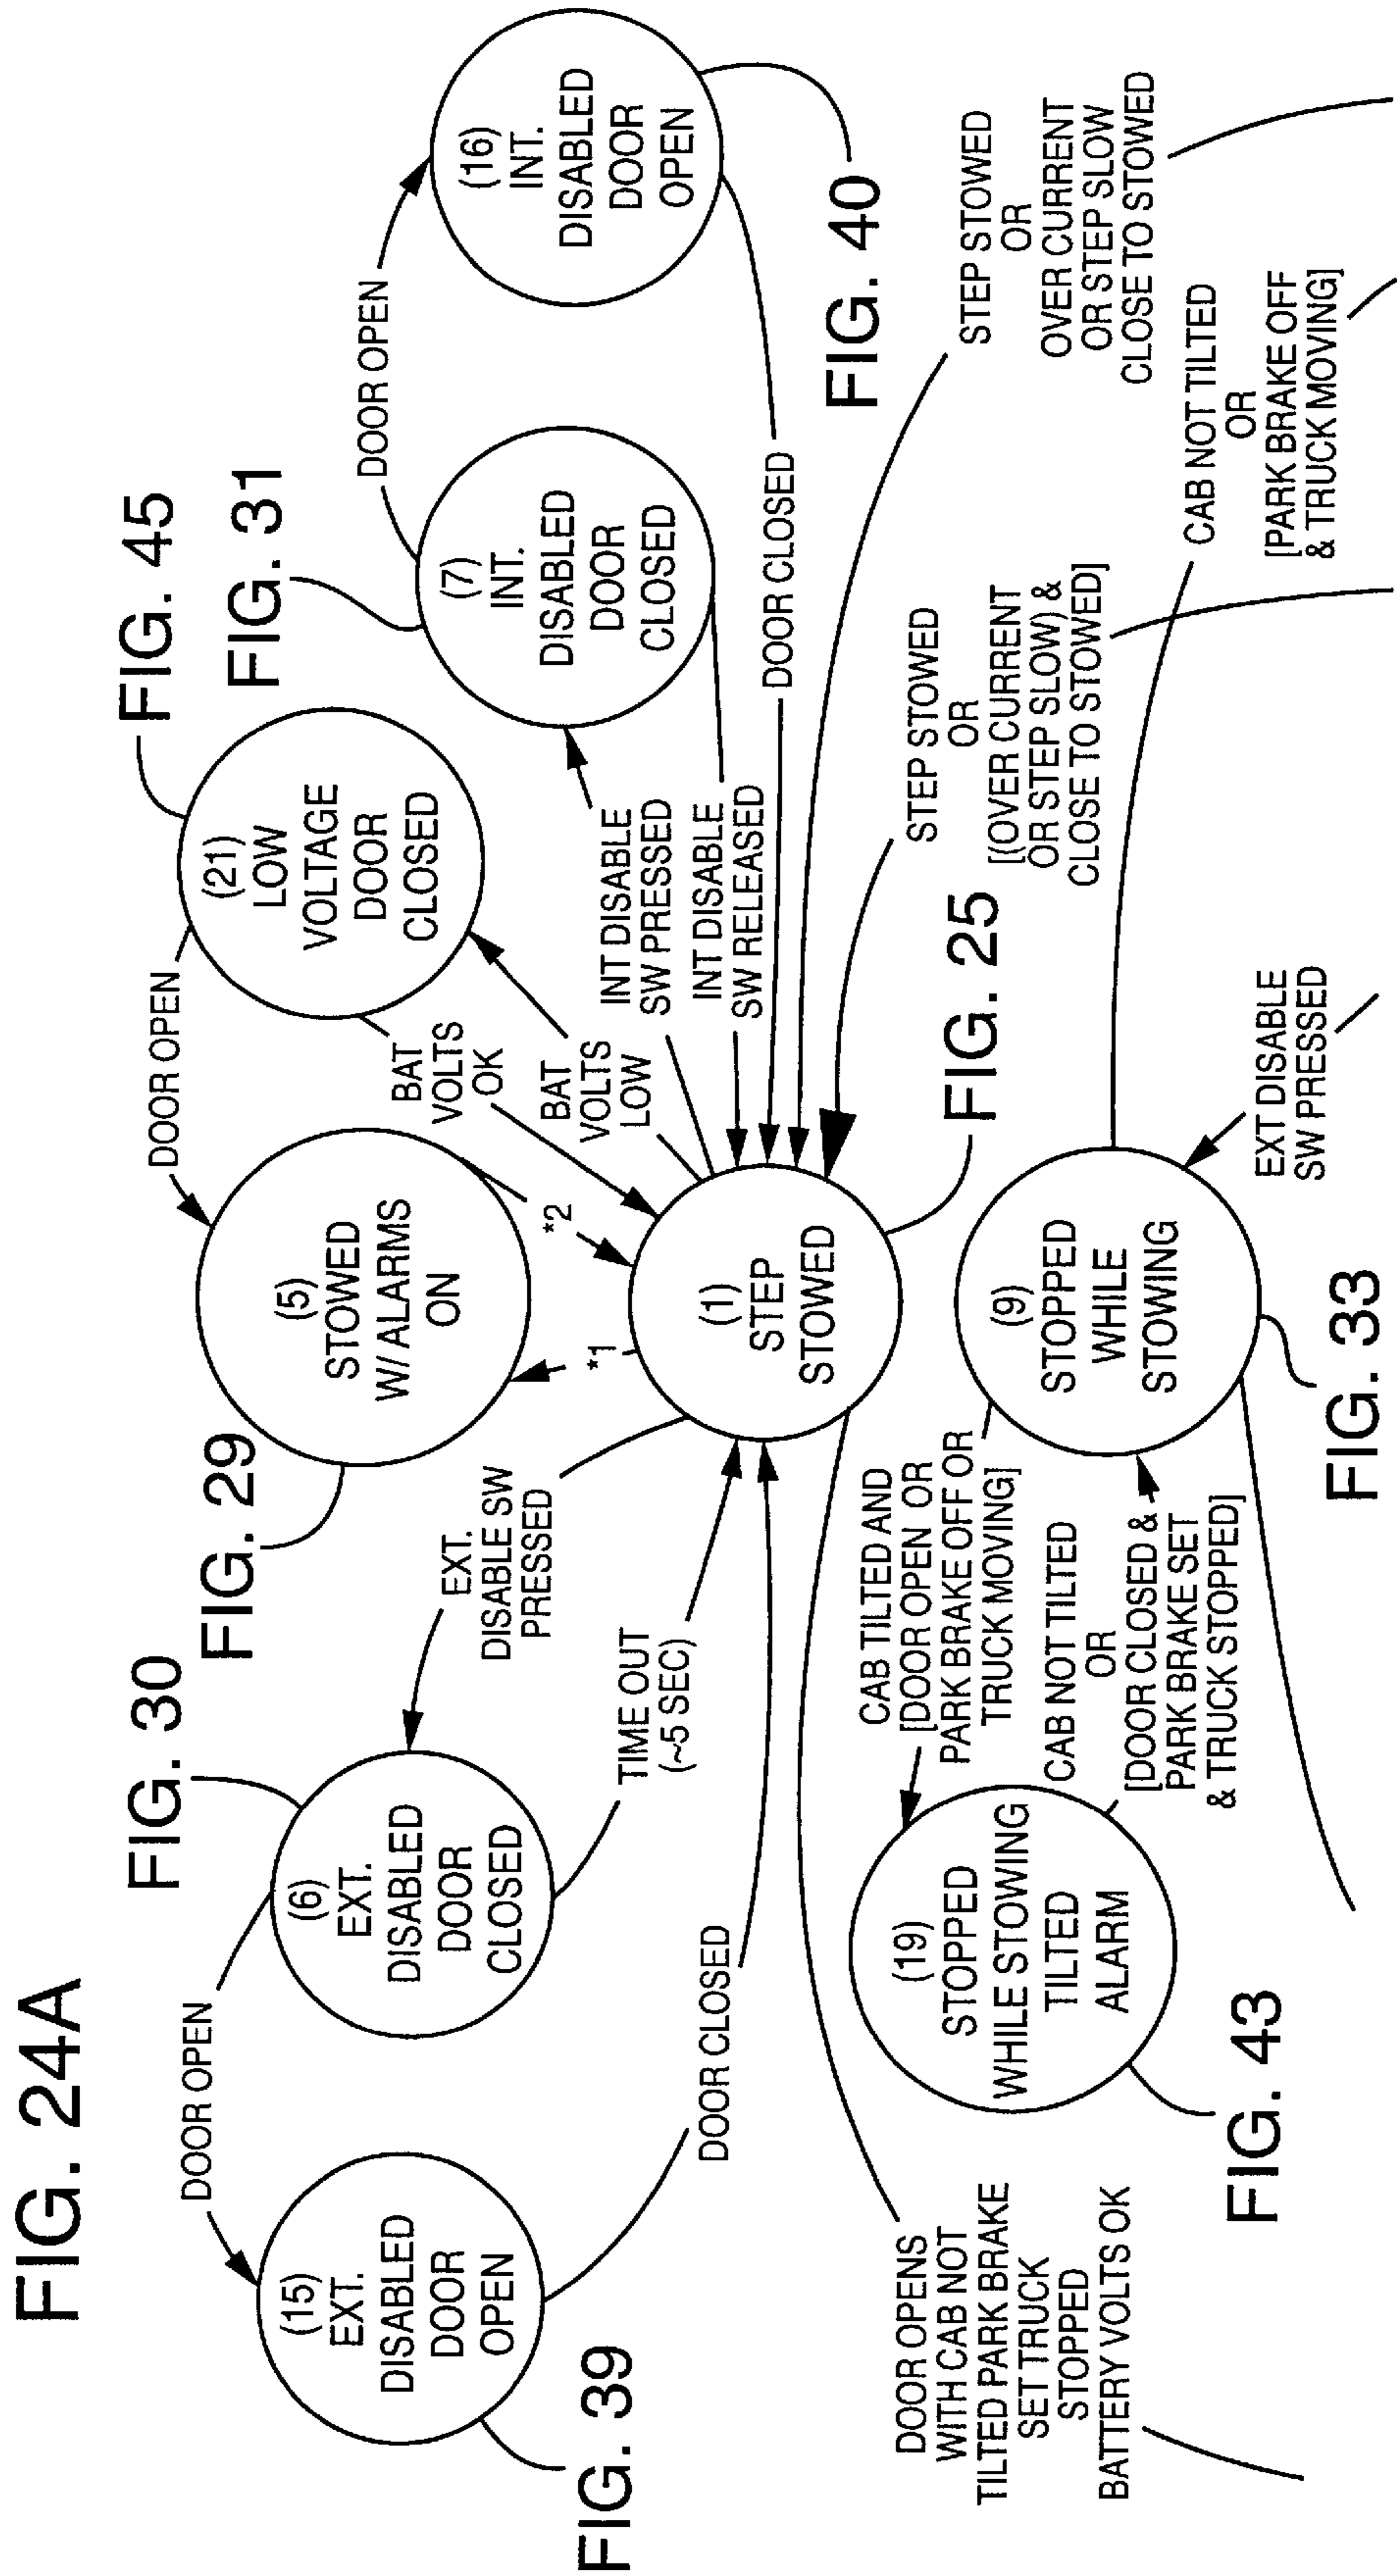 FIG. 24A
FIG. 39
(15)
EXT.
DISABLED
DOOR
OPEN
DOOR OPEN
FIG. 30
(6)
EXT.
DISABLED
DOOR
CLOSED
DOOR CLOSED
TIME OUT
(~5 SEC)
EXT.
DISABLE SW
PRESSED
FIG. 29
(5)
STOWED
W/ ALARMS
ON
*1
*2
DOOR OPEN
FIG. 45
(21)
LOW
VOLTAGE
DOOR
CLOSED
BAT
VOLTS
OK
BAT
VOLTS
LOW
FIG. 31
(7)
INT.
DISABLED
DOOR
CLOSED
INT DISABLE
SW PRESSED
INT DISABLE
SW RELEASED
DOOR OPEN
(16)
INT.
DISABLED
DOOR
OPEN
FIG. 40
DOOR CLOSED
(1)
STEP
STOWED
FIG. 25
STEP STOWED
OR
[(OVER CURRENT
OR STEP SLOW) &
CLOSE TO STOWED]
STEP STOWED
OR
OVER CURRENT
OR STEP SLOW
CLOSE TO STOWED
DOOR OPENS
WITH CAB NOT
TILTED PARK BRAKE
SET TRUCK
STOPPED
BATTERY VOLTS OK
(19)
STOPPED
WHILE STOWING
TILTED
ALARM
FIG. 43
CAB TILTED AND
[DOOR OPEN OR
PARK BRAKE OFF OR
TRUCK MOVING]
CAB NOT TILTED
OR
[DOOR CLOSED &
PARK BRAKE SET
& TRUCK STOPPED]
(9)
STOPPED
WHILE
STOWING
FIG. 33
EXT DISABLE
SW PRESSED
CAB NOT TILTED
OR
[PARK BRAKE OFF
& TRUCK MOVING]